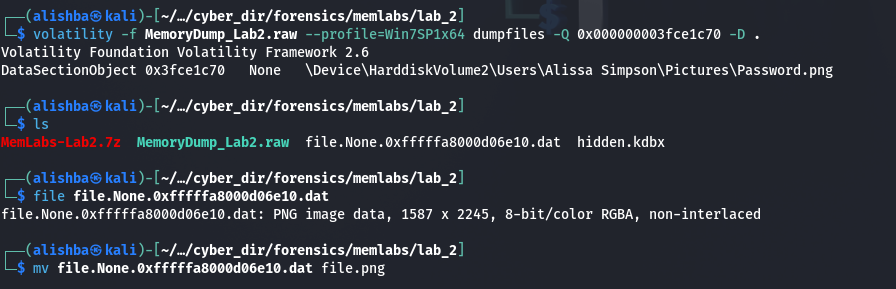 ┌──(alishba㉿kali)-[~/…/cyber_dir/forensics/memlabs/lab_2]
└─$ volatility -f MemoryDump_Lab2.raw --profile=Win7SP1x64 dumpfiles -Q 0x000000003fce1c70 -D .
Volatility Foundation Volatility Framework 2.6
DataSectionObject 0x3fce1c70   None   \Device\HarddiskVolume2\Users\Alissa Simpson\Pictures\Password.png
┌──(alishba㉿kali)-[~/…/cyber_dir/forensics/memlabs/lab_2]
└─$ ls
MemLabs-Lab2.7z  MemoryDump_Lab2.raw  file.None.0xfffffa8000d06e10.dat  hidden.kdbx
┌──(alishba㉿kali)-[~/…/cyber_dir/forensics/memlabs/lab_2]
└─$ file file.None.0xfffffa8000d06e10.dat
file.None.0xfffffa8000d06e10.dat: PNG image data, 1587 x 2245, 8-bit/color RGBA, non-interlaced
┌──(alishba㉿kali)-[~/…/cyber_dir/forensics/memlabs/lab_2]
└─$ mv file.None.0xfffffa8000d06e10.dat file.png